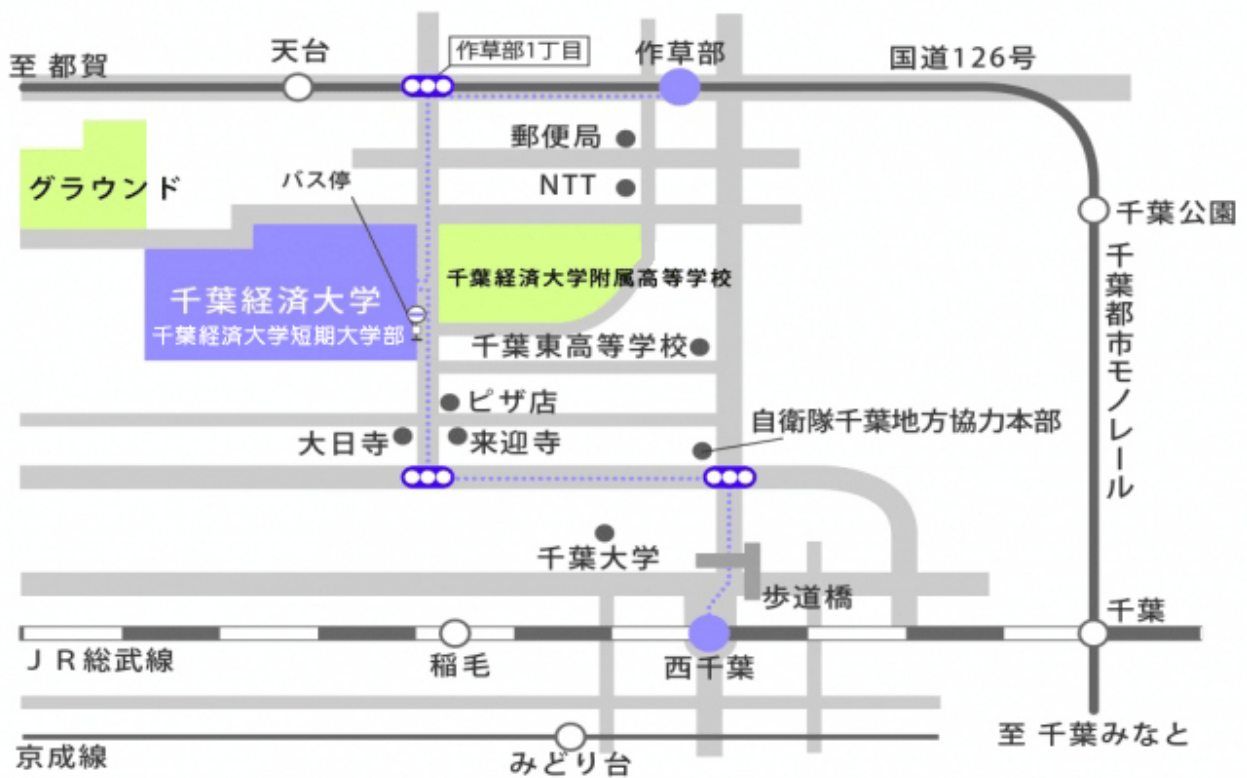 天台
作草部1丁目
作草部
国道126号
至 都賀
郵便局
グラウンド
バス停
NTT
千葉公園
千葉経済大学附属高等学校
千葉経済大学
千葉経済大学短期大学部
千葉都市モノレール
千葉東高等学校
ピザ店
自衛隊千葉地方協力本部
大日寺
来迎寺
千葉大学
歩道橋
千葉
JR総武線
稲毛
西千葉
至 千葉みなと
京成線
みどり台